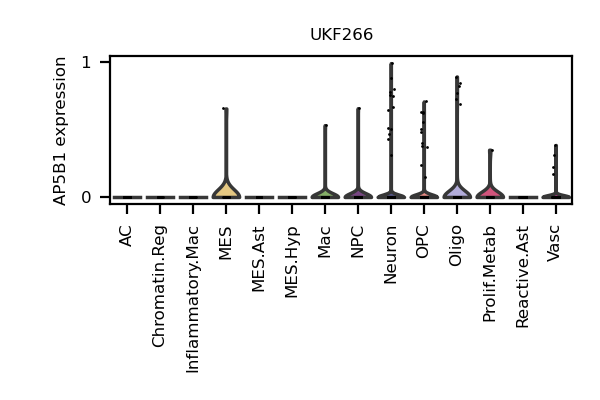 UKF266
AP5B1 expression
1
0
AC
Chromatin.Reg
Inflammatory.Mac
MES
MES.Ast
MES.Hyp
Mac
NPC
Neuron
OPC
Oligo
Prolif.Metab
Reactive.Ast
Vasc